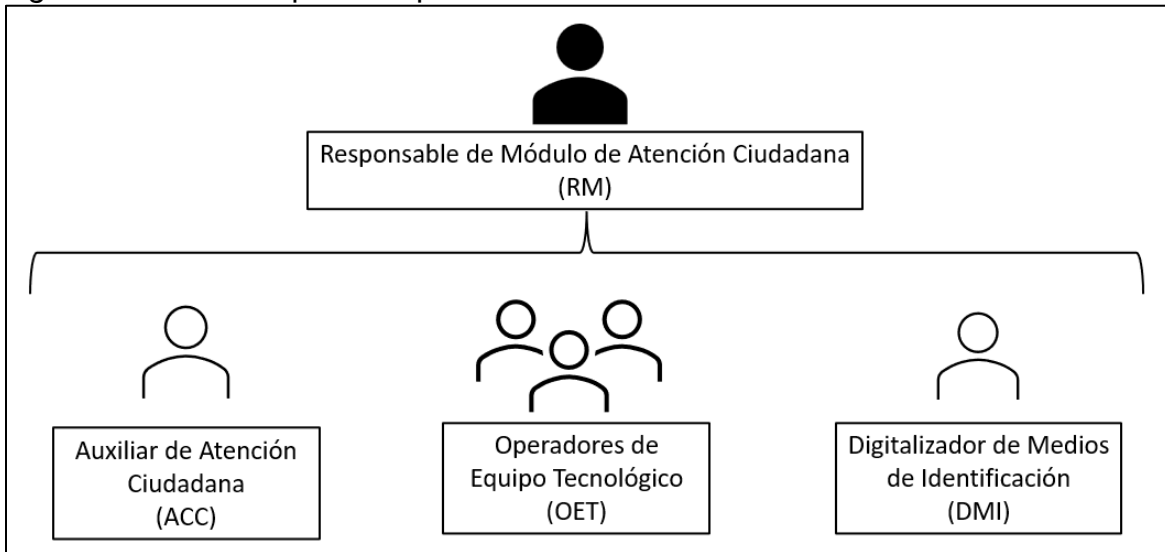 Responsable de Módulo de Atención Ciudadana
(RM)
Auxiliar de Atención
Ciudadana
(ACC)
Operadores de
Equipo Tecnológico
(OET)
Digitalizador de Medios
de Identificación
(DMI)